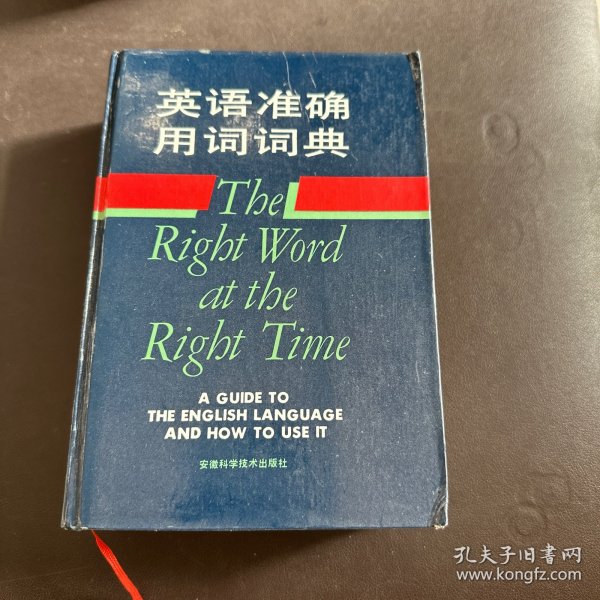 英语准确
用词词典
The
Right Word
at the
Right Time
A GUIDE TO
THE ENGLISH LANGUAGE
AND HOW TO USE IT
安徽科学技术出版社
孔夫子旧书网
www.kongfz.com